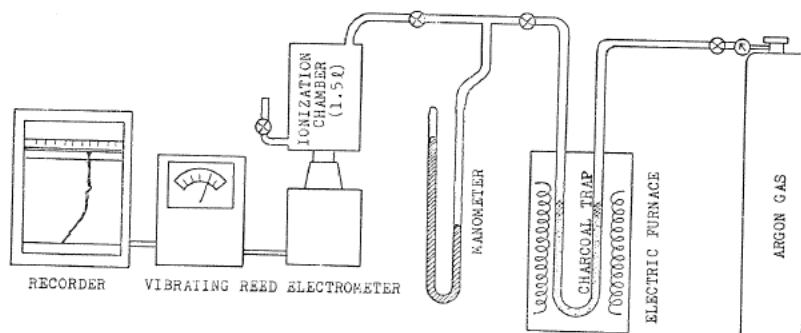 IONIZATION
CHAMBER
(1.5ℓ)
MANOMETER
CHARCOAL TRAP
ELECTRIC FURNACE
ARGON GAS
RECORDER
VIBRATING REED ELECTROMETER